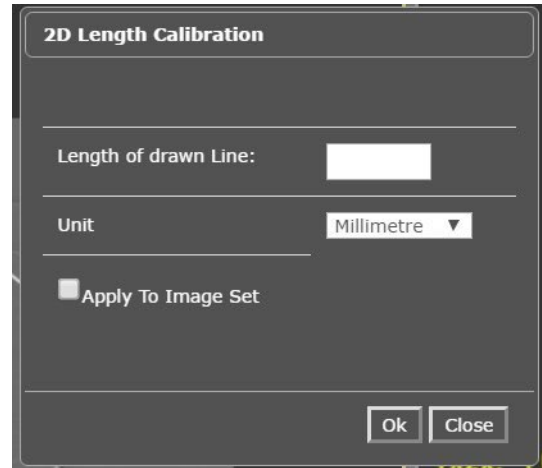 2D Length Calibration
Length of drawn Line:
Unit Millimetre ▼
Apply To Image Set
Ok Close